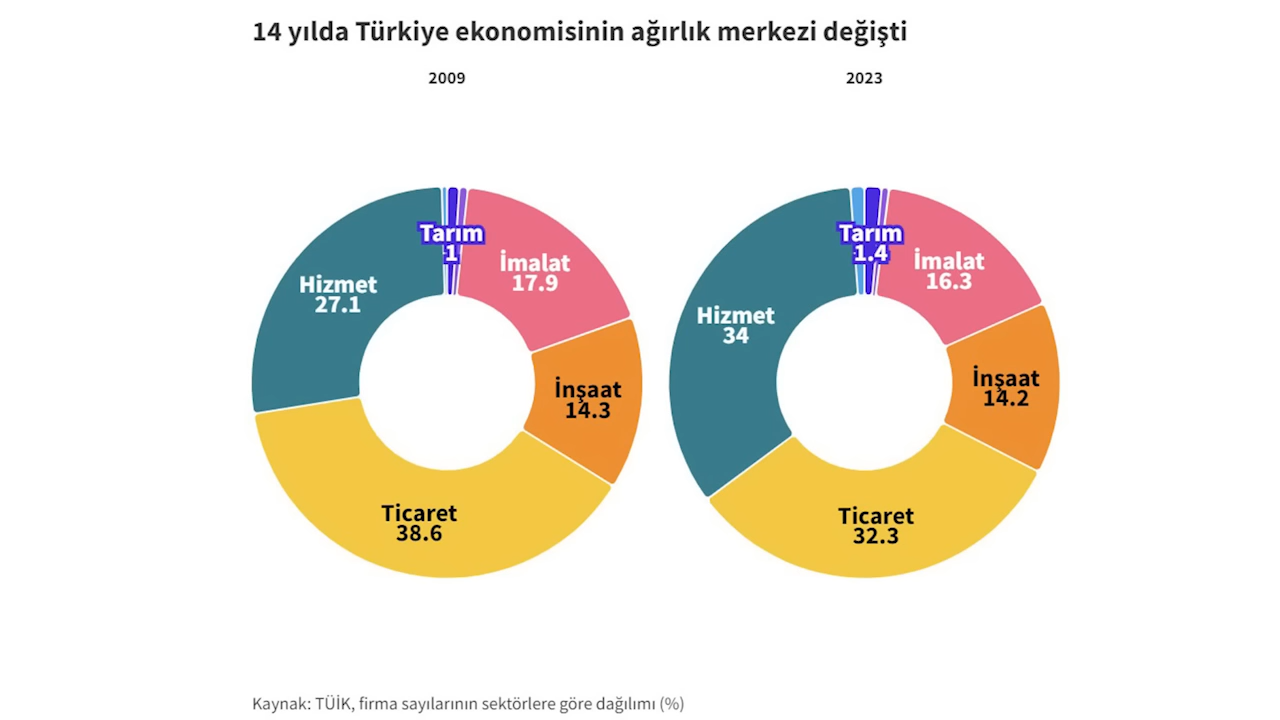 14 yılda Türkiye ekonomisinin ağırlık merkezi değişti
2009
Tarım
1
İmalat
17.9
Hizmet
27.1
İnşaat
14.3
Ticaret
38.6
2023
Tarım
1.4
İmalat
16.3
Hizmet
34
İnşaat
14.2
Ticaret
32.3
Kaynak: TÜİK, firma sayılarının sektörlere göre dağılımı (%)